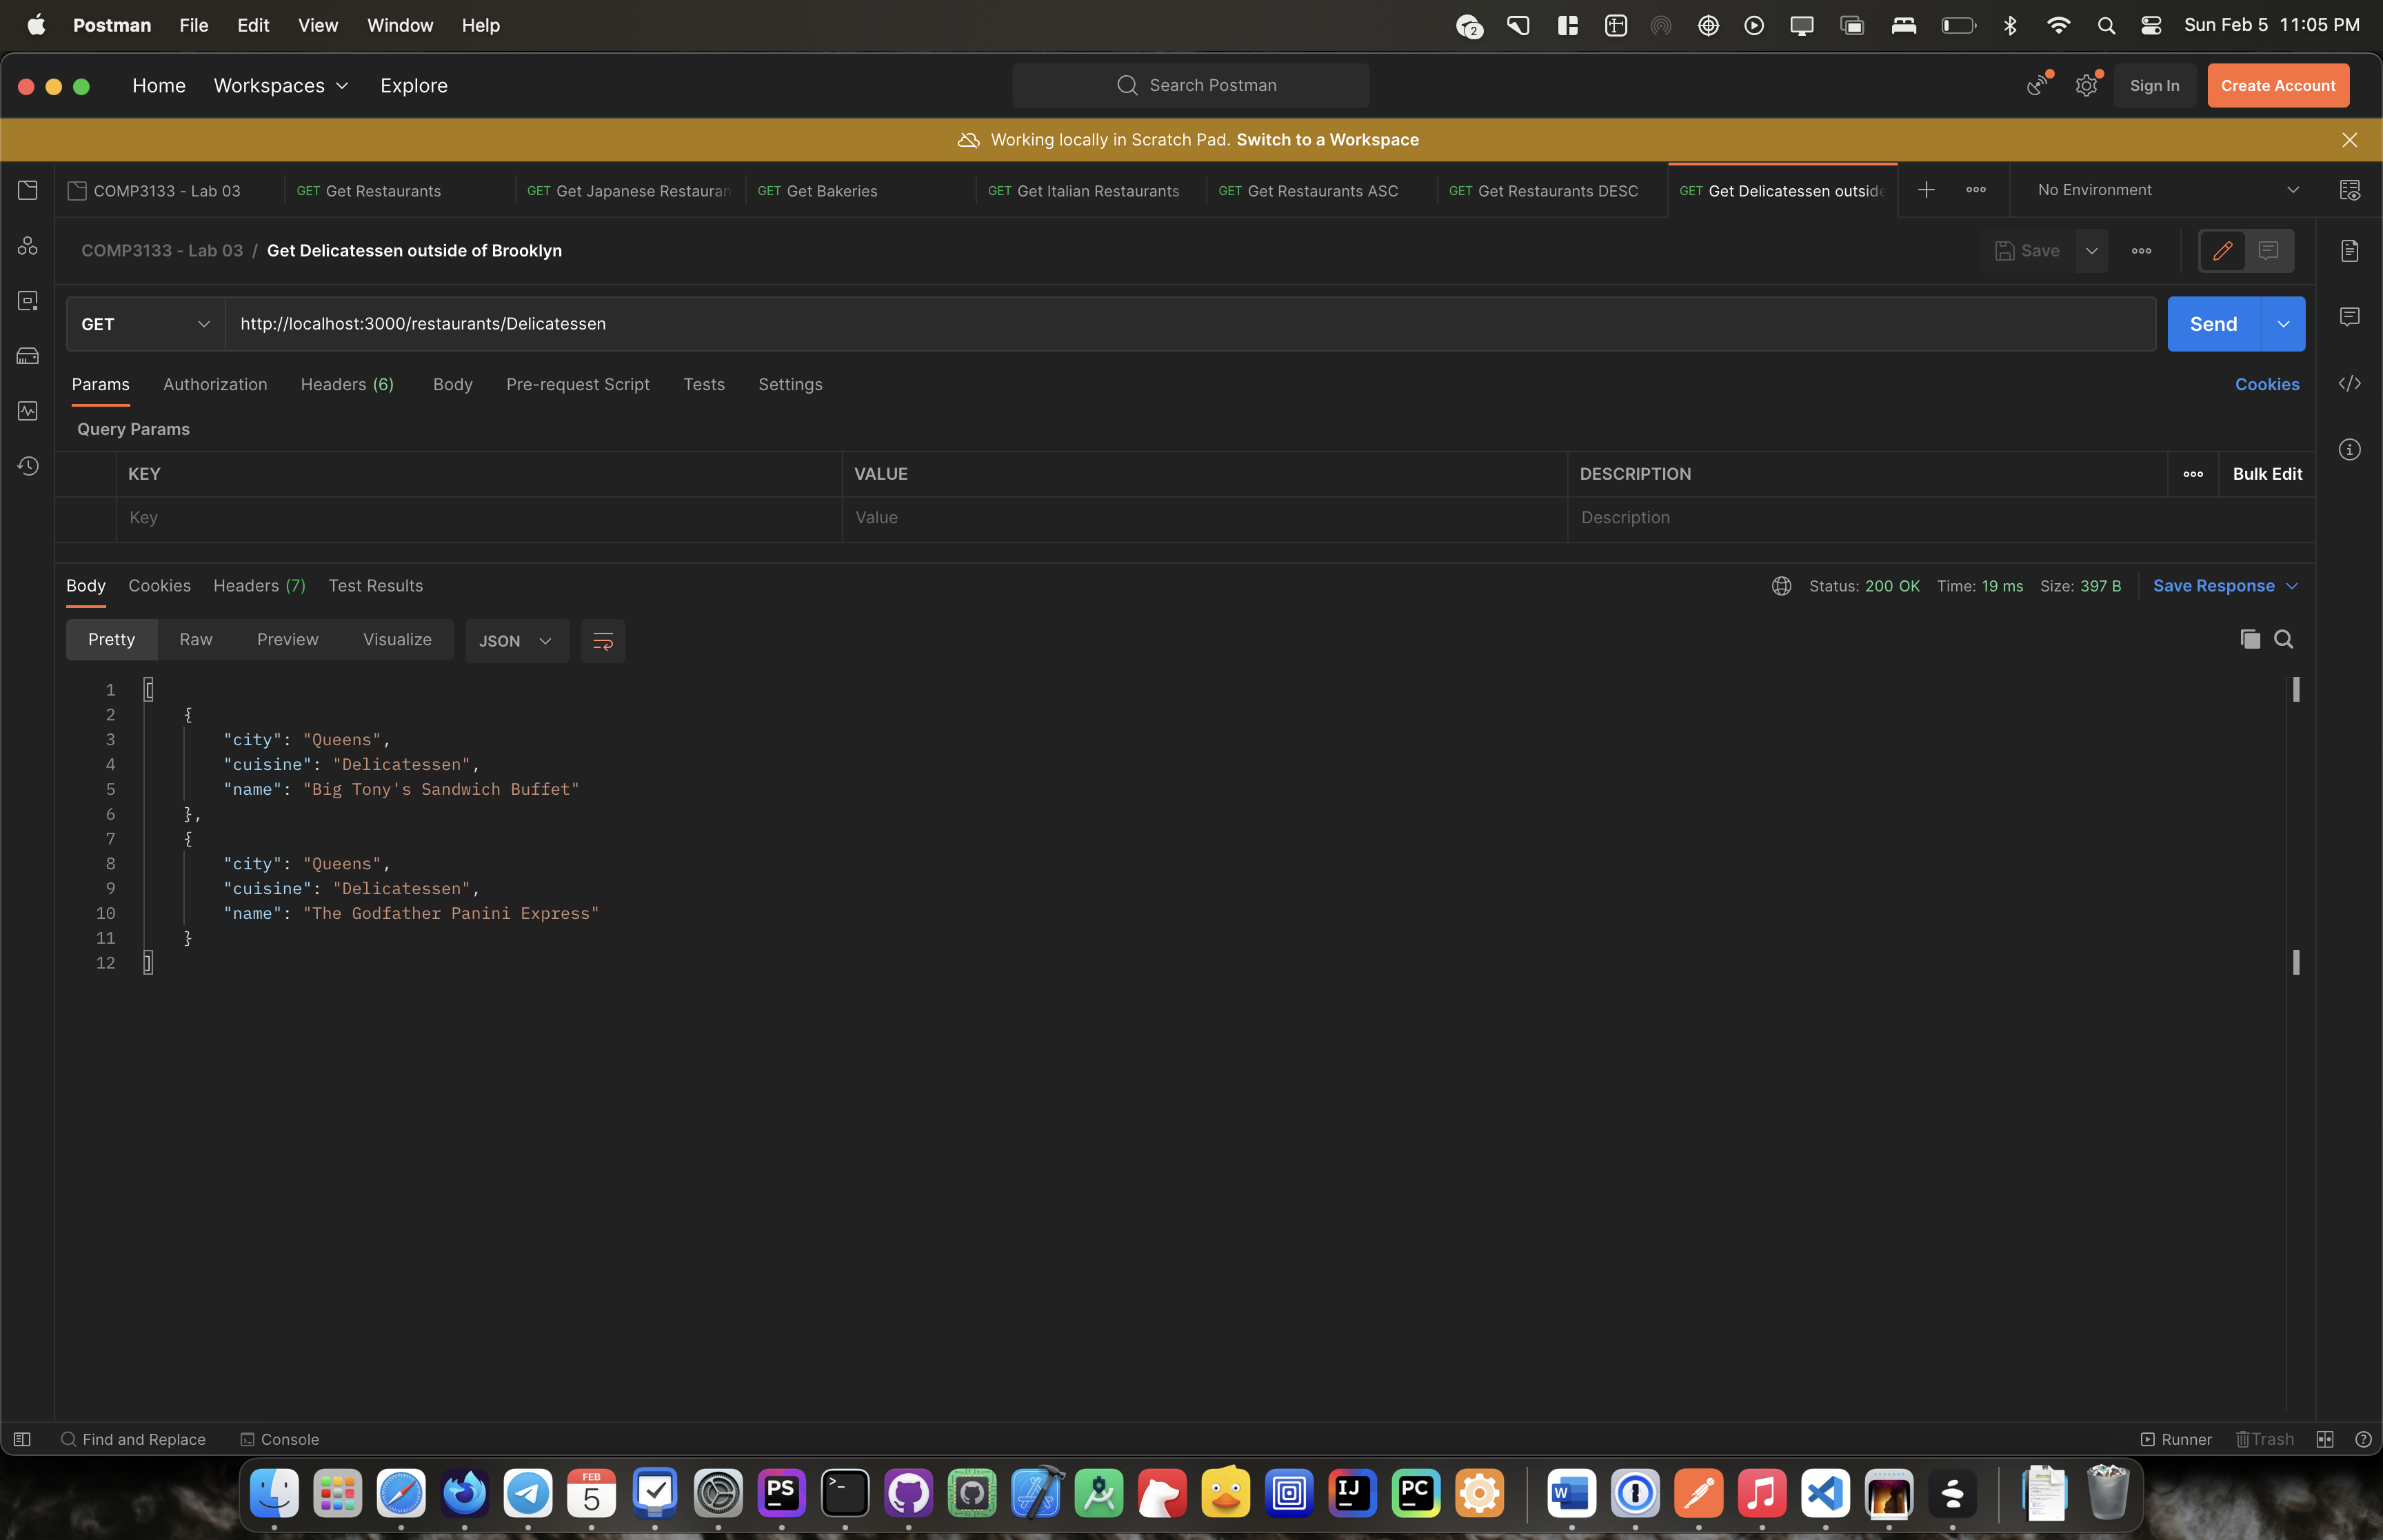 Postman File Edit View Window Help 2 Sun Feb 5 11:05 PM
Home Workspaces Explore Search Postman Sign In Create Account
Working locally in Scratch Pad. Switch to a Workspace
COMP3133 - Lab 03 GET Get Restaurants GET Get Japanese Restauran GET Get Bakeries GET Get Italian Restaurants GET Get Restaurants ASC GET Get Restaurants DESC GET Get Delicatessen outside No Environment
COMP3133 - Lab 03 / Get Delicatessen outside of Brooklyn Save
GET http://localhost:3000/restaurants/Delicatessen Send
Params Authorization Headers (6) Body Pre-request Script Tests Settings Cookies
Query Params
KEY VALUE DESCRIPTION Bulk Edit
Key Value Description
Body Cookies Headers (7) Test Results Status: 200 OK Time: 19 ms Size: 397 B Save Response
Pretty Raw Preview Visualize JSON
1 [
2 {
3 "city": "Queens",
4 "cuisine": "Delicatessen",
5 "name": "Big Tony's Sandwich Buffet"
6 },
7 {
8 "city": "Queens",
9 "cuisine": "Delicatessen",
10 "name": "The Godfather Panini Express"
11 }
12 ]
Find and Replace Console Runner Trash
FEB 5 PS >_ IJ PC W